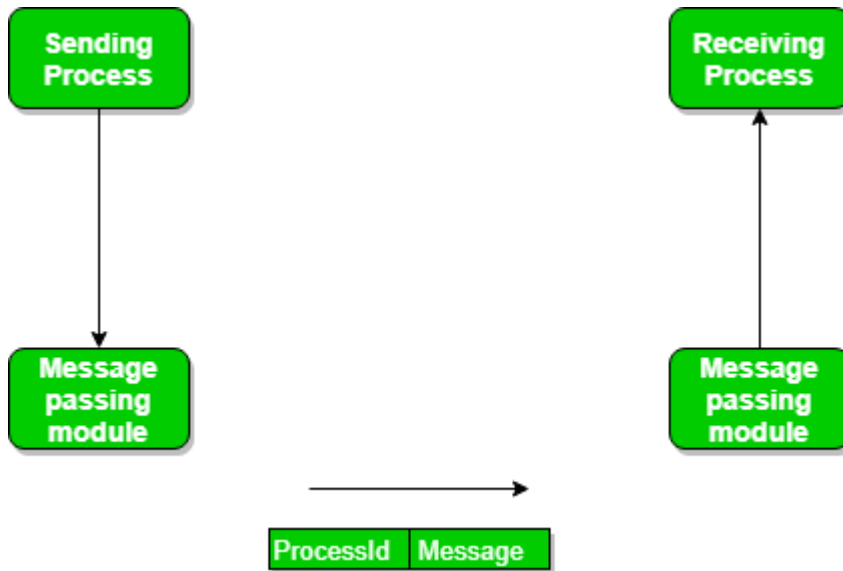 Sending
Process
Receiving
Process
Message
passing
module
Message
passing
module
ProcessId Message